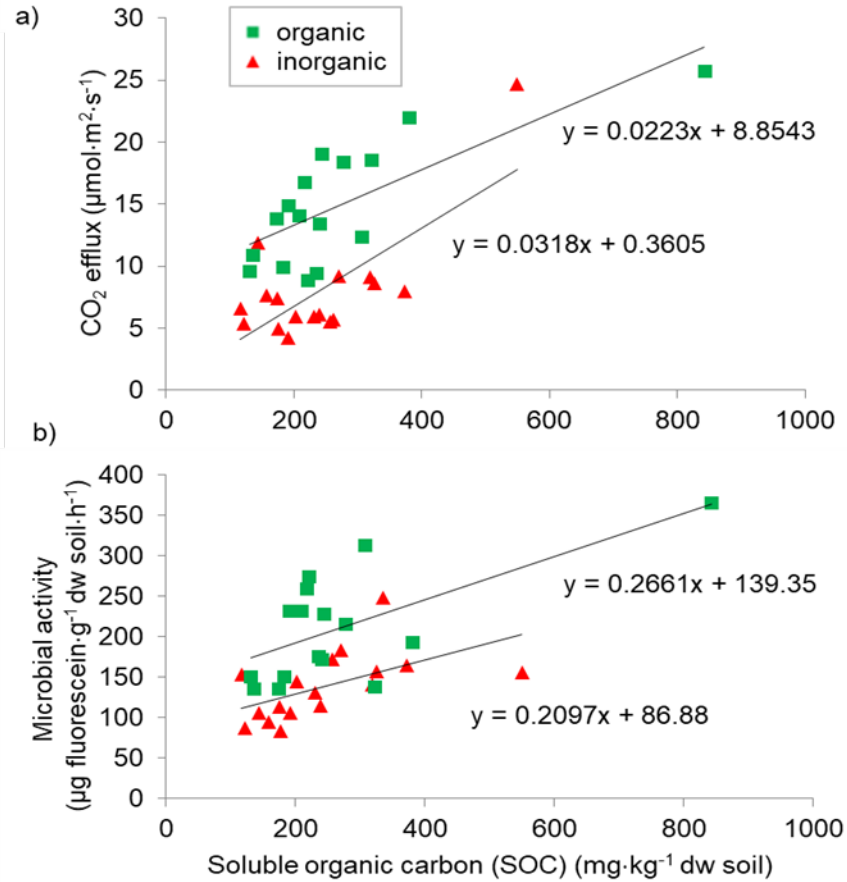 a)
30
25
20
15
10
5
0
CO₂ efflux (µmol·m²·s⁻¹)
organic
inorganic
y = 0.0223x + 8.8543
y = 0.0318x + 0.3605
0 200 400 600 800 1000
b)
400
350
300
250
200
150
100
50
0
Microbial activity
(µg fluorescein·g⁻¹ dw soil·h⁻¹)
y = 0.2661x + 139.35
y = 0.2097x + 86.88
0 200 400 600 800 1000
Soluble organic carbon (SOC) (mg·kg⁻¹ dw soil)